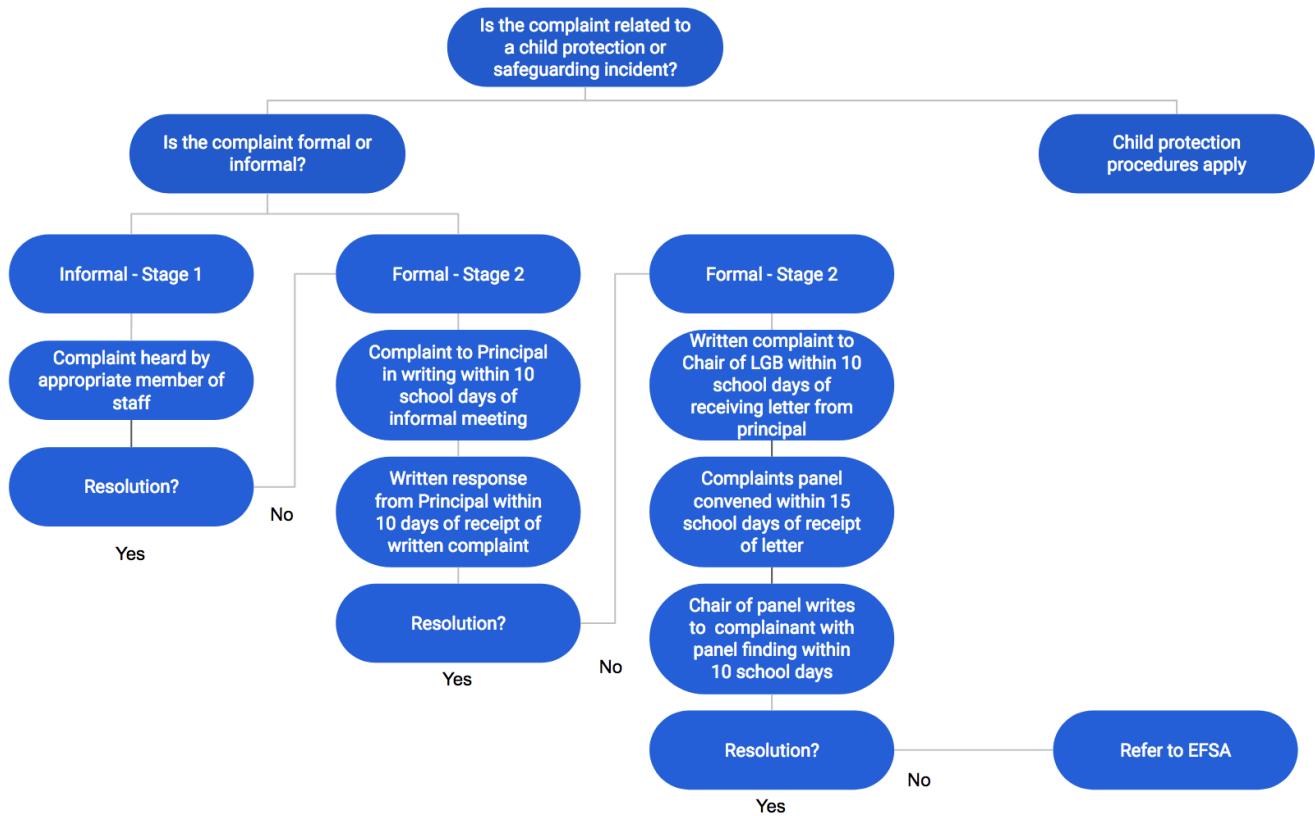 Is the complaint related to
a child protection or
safeguarding incident?
Is the complaint formal or
informal?
Child protection
procedures apply
Informal - Stage 1
Complaint heard by
appropriate member of
staff
Resolution?
No
Yes
Formal - Stage 2
Complaint to Principal
in writing within 10
school days of
informal meeting
Written response
from Principal within
10 days of receipt of
written complaint
Resolution?
No
Yes
Formal - Stage 2
Written complaint to
Chair of LGB within 10
school days of
receiving letter from
principal
Complaints panel
convened within 15
school days of receipt
of letter
Chair of panel writes
to complainant with
panel finding within
10 school days
Resolution?
No
Yes
Refer to EFSA